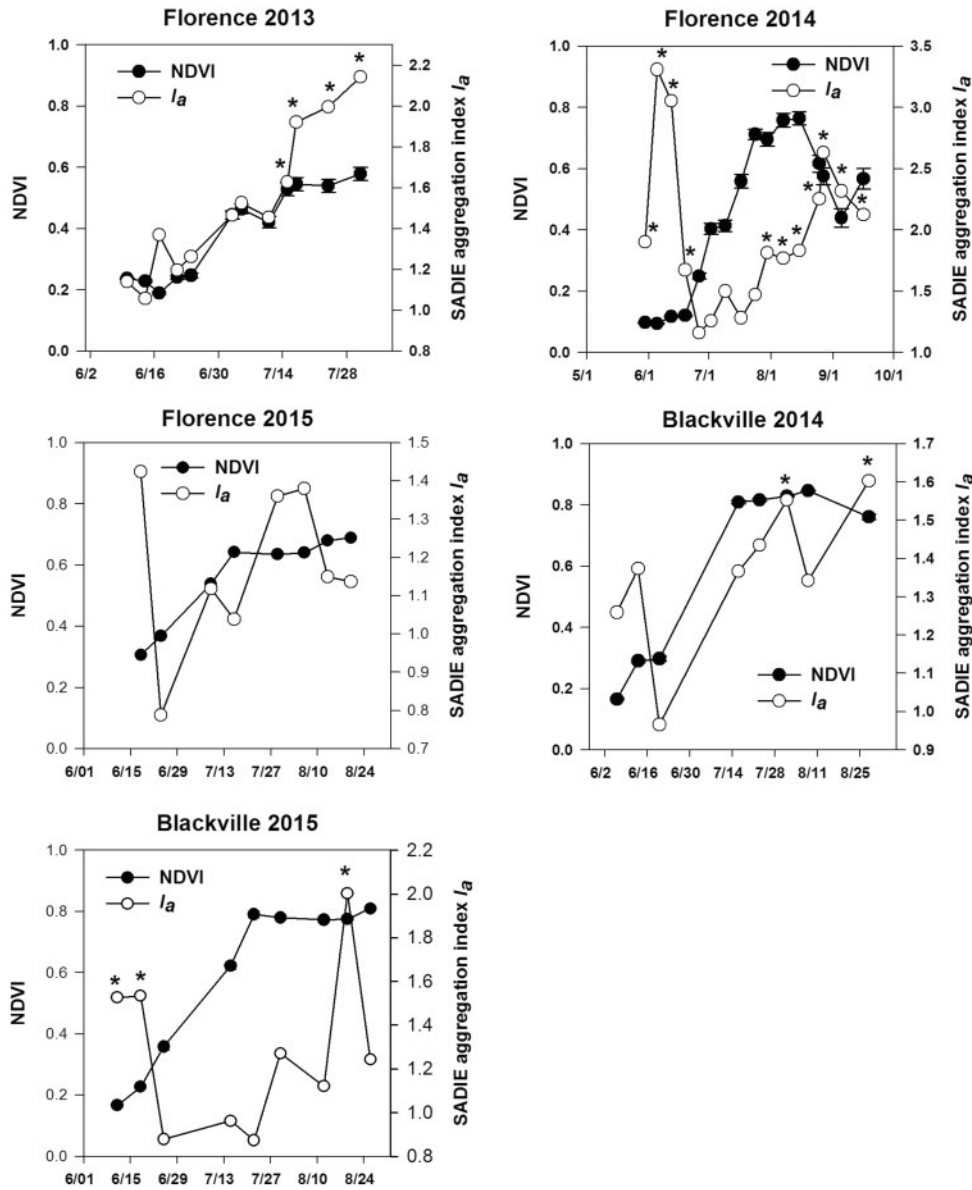 Florence 2013
NDVI
Ia
NDVI
SADIE aggregation index Ia
1.0
0.8
0.6
0.4
0.2
0.0
2.2
2.0
1.8
1.6
1.4
1.2
1.0
0.8
* * * *
6/2 6/16 6/30 7/14 7/28
Florence 2014
NDVI
Ia
NDVI
SADIE aggregation index Ia
1.0
0.8
0.6
0.4
0.2
0.0
3.5
3.0
2.5
2.0
1.5
1.0
* * * * * * * * * * *
5/1 6/1 7/1 8/1 9/1 10/1
Florence 2015
NDVI
Ia
NDVI
SADIE aggregation index Ia
1.0
0.8
0.6
0.4
0.2
0.0
1.5
1.4
1.3
1.2
1.1
1.0
0.9
0.8
0.7
6/01 6/15 6/29 7/13 7/27 8/10 8/24
Blackville 2014
NDVI
Ia
NDVI
SADIE aggregation index Ia
1.0
0.8
0.6
0.4
0.2
0.0
1.7
1.6
1.5
1.4
1.3
1.2
1.1
1.0
0.9
* *
6/2 6/16 6/30 7/14 7/28 8/11 8/25
Blackville 2015
NDVI
Ia
NDVI
SADIE aggregation index Ia
1.0
0.8
0.6
0.4
0.2
0.0
2.2
2.0
1.8
1.6
1.4
1.2
1.0
0.8
* * *
6/01 6/15 6/29 7/13 7/27 8/10 8/24